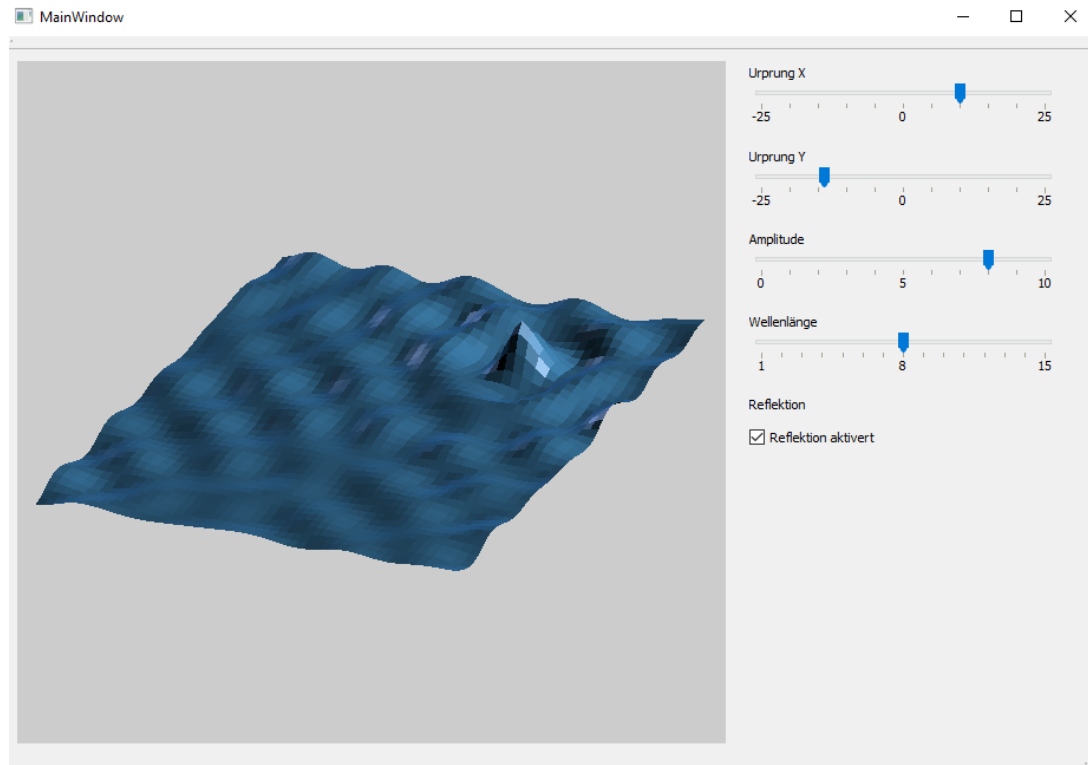 MainWindow
Urprung X
-25 0 25
Urprung Y
-25 0 25
Amplitude
0 5 10
Wellenlänge
1 8 15
Reflektion
Reflektion aktivert